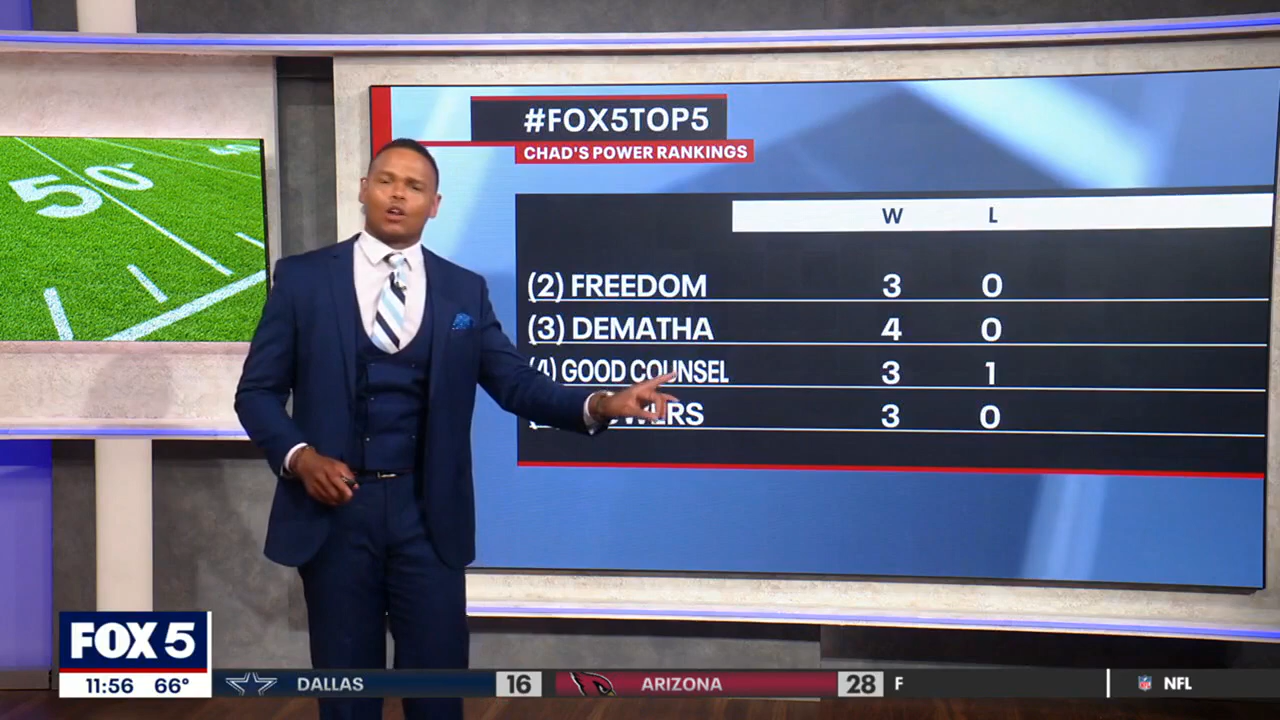 #FOX5TOP5
CHAD'S POWER RANKINGS
W L
(2) FREEDOM 3 0
(3) DEMATHA 4 0
(4) GOOD COUNSEL 3 1
3 0
50
FOX 5
11:56 66°
DALLAS 16 ARIZONA 28 F NFL